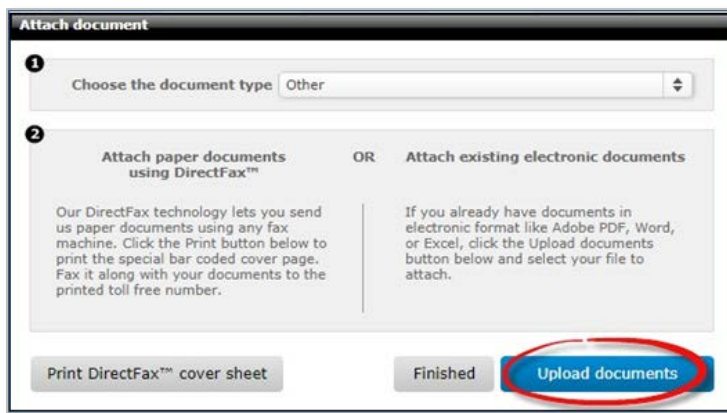 Attach document
1
Choose the document type Other
2
Attach paper documents
using DirectFax™
Our DirectFax technology lets you send
us paper documents using any fax
machine. Click the Print button below to
print the special bar coded cover page.
Fax it along with your documents to the
printed toll free number.
OR
Attach existing electronic documents
If you already have documents in
electronic format like Adobe PDF, Word,
or Excel, click the Upload documents
button below and select your file to
attach.
Print DirectFax™ cover sheet
Finished
Upload documents